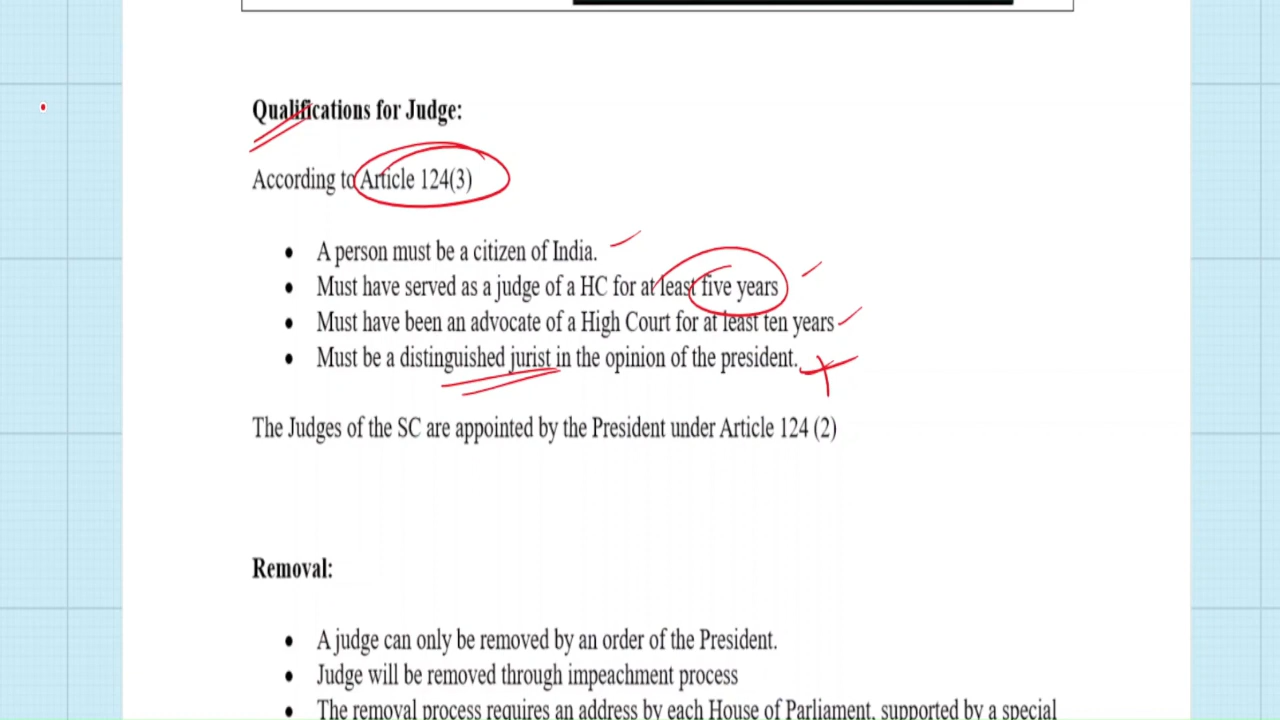 Qualifications for Judge:
According to Article 124(3)
• A person must be a citizen of India.
• Must have served as a judge of a HC for at least five years
• Must have been an advocate of a High Court for at least ten years
• Must be a distinguished jurist in the opinion of the president.
The Judges of the SC are appointed by the President under Article 124 (2)
Removal:
• A judge can only be removed by an order of the President.
• Judge will be removed through impeachment process
• The removal process requires an address by each House of Parliament, supported by a special